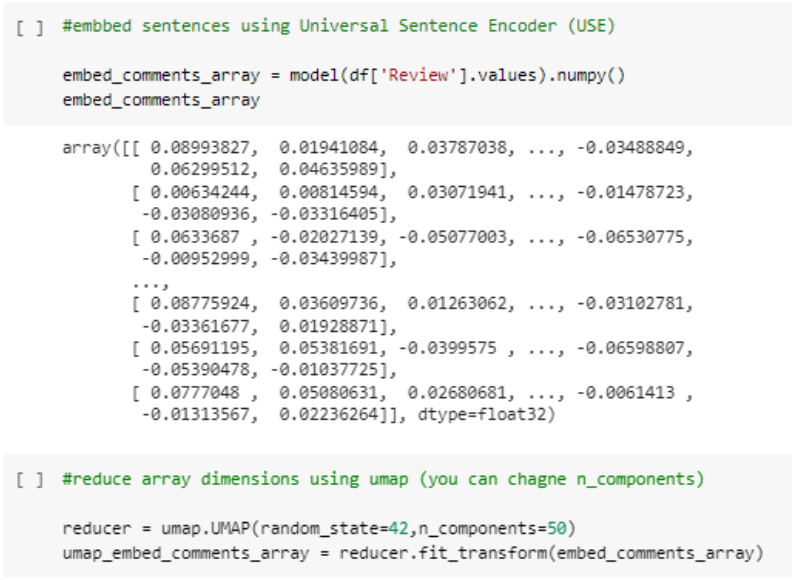 [ ] #embbed sentences using Universal Sentence Encoder (USE)
embed_comments_array = model(df['Review'].values).numpy()
embed_comments_array
array([[ 0.08993827, 0.01941084, 0.03787038, ..., -0.03488849,
0.06299512, 0.04635989],
[ 0.00634244, 0.00814594, 0.03071941, ..., -0.01478723,
-0.03080936, -0.03316405],
[ 0.0633687 , -0.02027139, -0.05077003, ..., -0.06530775,
-0.00952999, -0.03439987],
...,
[ 0.08775924, 0.03609736, 0.01263062, ..., -0.03102781,
-0.03361677, 0.01928871],
[ 0.05691195, 0.05381691, -0.0399575 , ..., -0.06598807,
-0.05390478, -0.01037725],
[ 0.0777048 , 0.05080631, 0.02680681, ..., -0.0061413 ,
-0.01313567, 0.02236264]], dtype=float32)
[ ] #reduce array dimensions using umap (you can chagne n_components)
reducer = umap.UMAP(random_state=42,n_components=50)
umap_embed_comments_array = reducer.fit_transform(embed_comments_array)